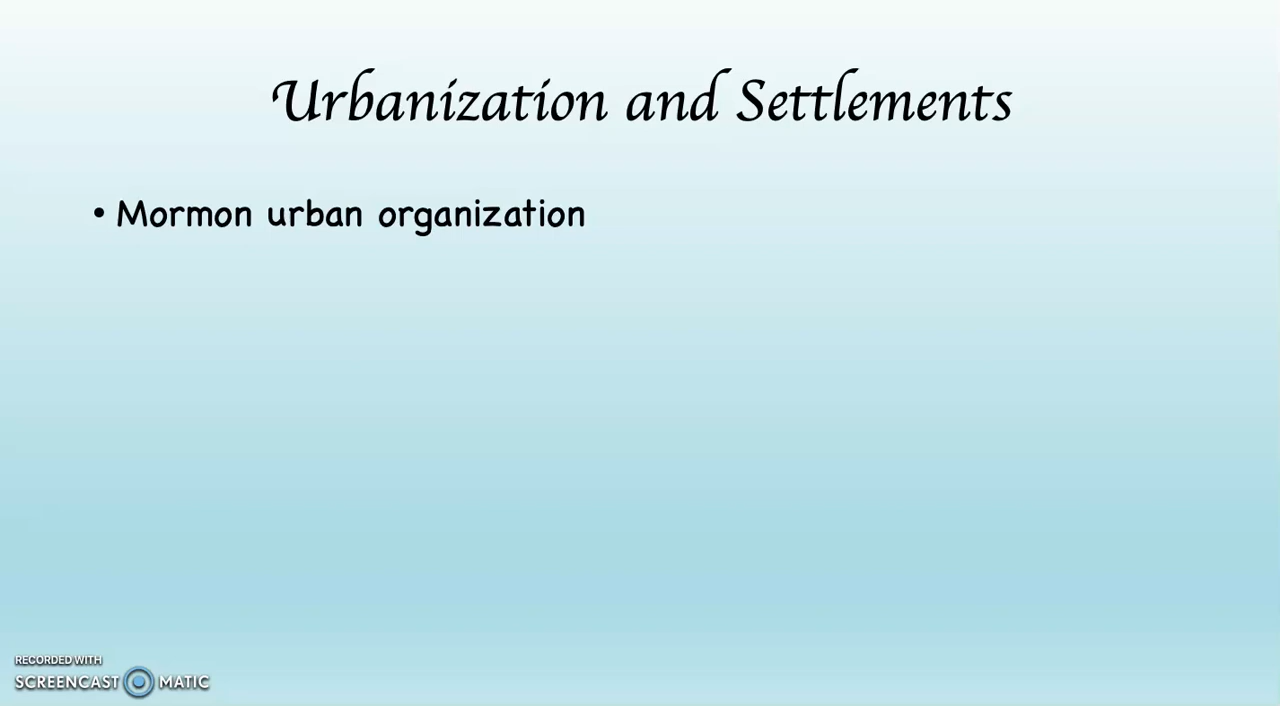 Urbanization and Settlements
• Mormon urban organization
RECORDED WITH
SCREENCAST MATIC